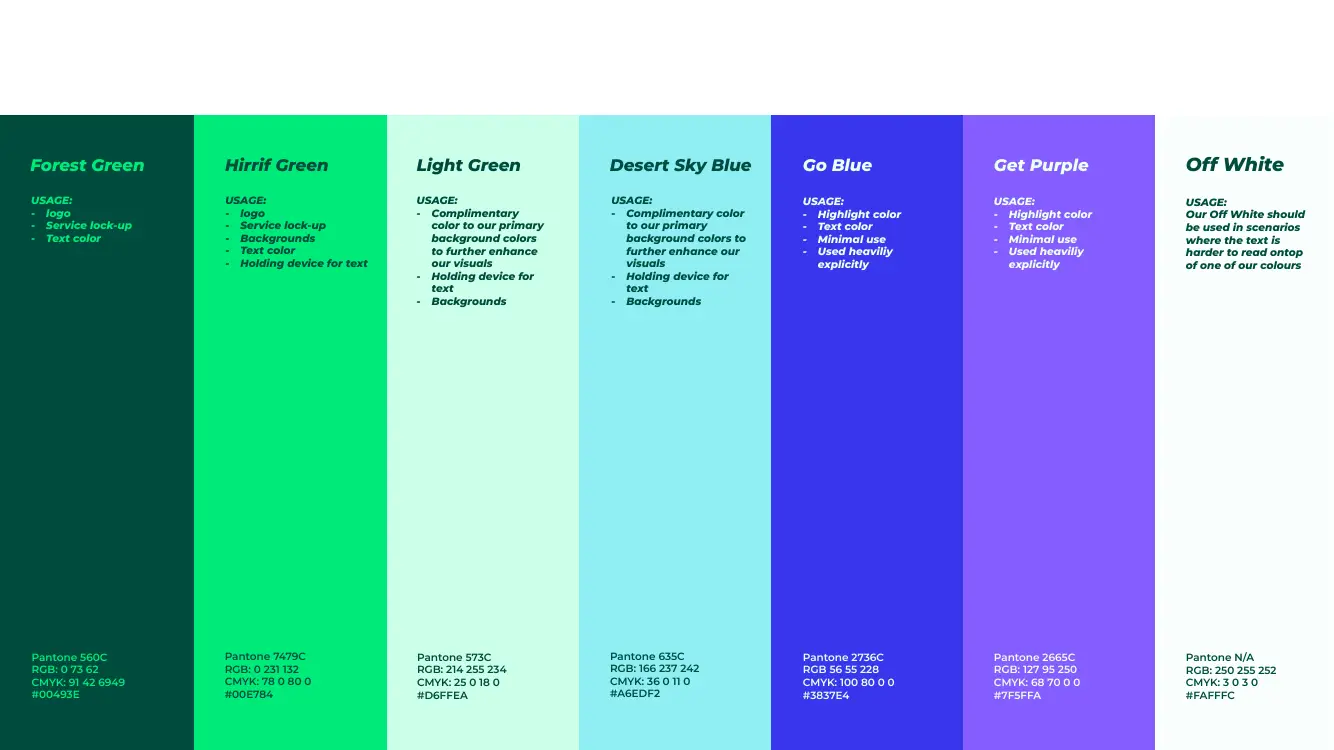 Forest Green
USAGE:
- logo
- Service lock-up
- Text color
Pantone 560C
RGB: 0 73 62
CMYK: 91 42 6949
#00493E
Hirrif Green
USAGE:
- logo
- Service lock-up
- Backgrounds
- Text color
- Holding device for text
Pantone 7479C
RGB: 0 231 132
CMYK: 78 0 80 0
#00E784
Light Green
USAGE:
- Complimentary
color to our primary
background colors
to further enhance
our visuals
- Holding device for
text
- Backgrounds
Pantone 573C
RGB: 214 255 234
CMYK: 25 0 18 0
#D6FFEA
Desert Sky Blue
USAGE:
- Complimentary color
to our primary
background colors to
further enhance our
visuals
- Holding device for
text
- Backgrounds
Pantone 635C
RGB: 166 237 242
CMYK: 36 0 11 0
#A6EDF2
Go Blue
USAGE:
- Highlight color
- Text color
- Minimal use
- Used heaviliy
explicitly
Pantone 2736C
RGB 56 55 228
CMYK: 100 80 0 0
#3837E4
Get Purple
USAGE:
- Highlight color
- Text color
- Minimal use
- Used heaviliy
explicitly
Pantone 2665C
RGB: 127 95 250
CMYK: 68 70 0 0
#7F5FFA
Off White
USAGE:
Our Off White should
be used in scenarios
where the text is
harder to read ontop
of one of our colours
Pantone N/A
RGB: 250 255 252
CMYK: 3 0 3 0
#FAFFFC